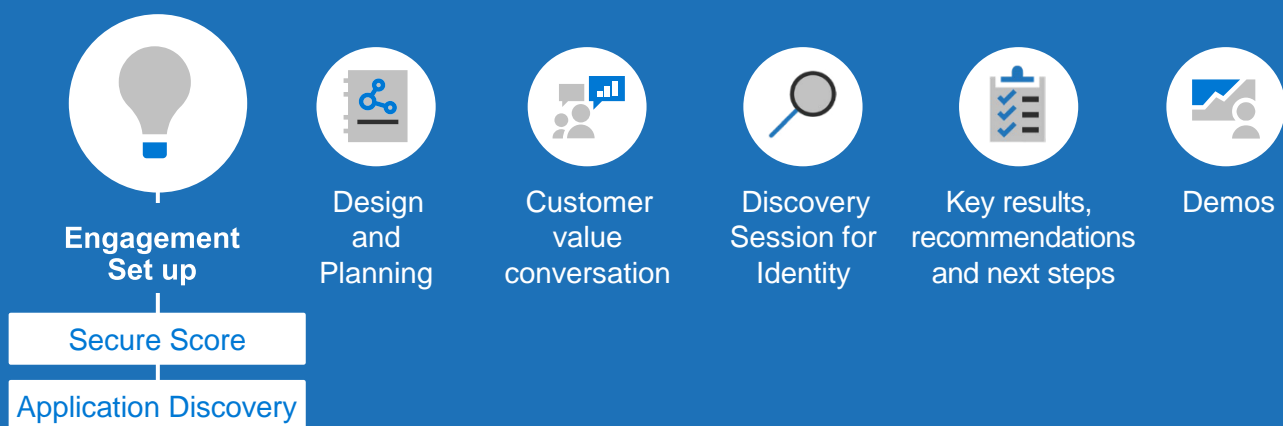 Engagement
Set up
Secure Score
Application Discovery
Design
and
Planning
Customer
value
conversation
Discovery
Session for
Identity
Key results,
recommendations
and next steps
Demos